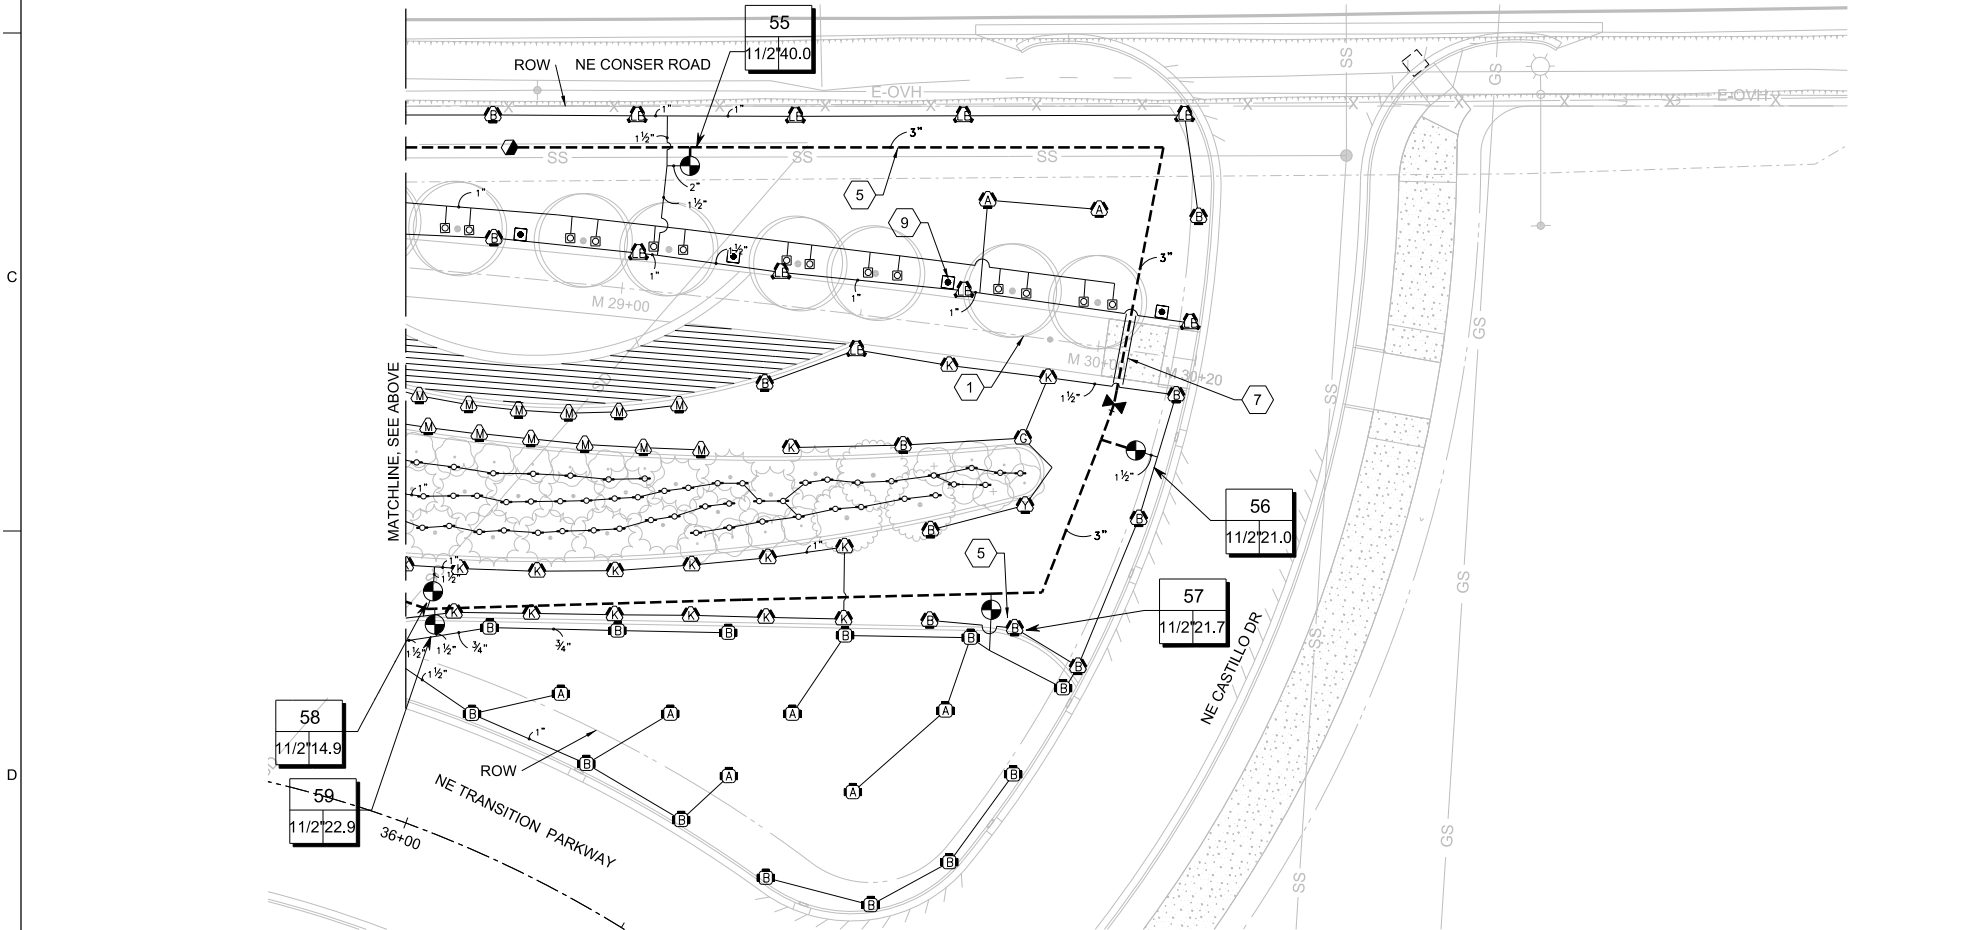 55
11/2"40.0
ROW
NE CONSER ROAD
E-OVH
E-OVH
SS
GS
X X X X X X X X X X X X X
B
1"
1"
1½"
3"
SS
SS
SS
5
2"
1½"
1"
A
A
B
9
B
1½"
1"
1"
1"
3"
C
M 29+00
1
M 30+20
7
GS
SS
K
K
B
B
1½"
MATCHLINE, SEE ABOVE
M M M M M M
M M M M M M
K
B
G
SD
1"
Y
B
1½"
B
56
11/2"21.0
3"
5
1"
K
1"
K K K K K
1½"
GS
57
11/2"21.7
K K K K K K
B
B
B B B B B
¾"
¾"
1½"
1½"
1½"
B
B
SS
NE CASTILLO DR
58
11/2"14.9
B
A
A
A
A
1"
ROW
B
A
A
B
B
D
59
11/2"22.9
36+00
NE TRANSITION PARKWAY
B
B
B
GS
SS